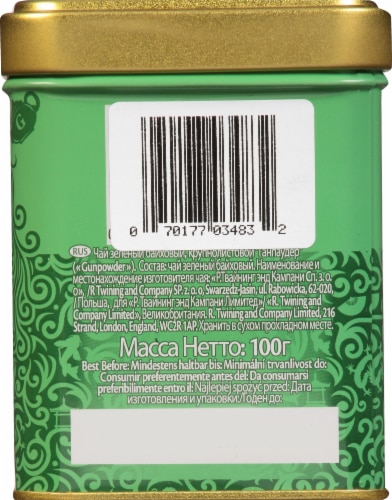 G
0 70177 03483 2
RUS Чай зеленый байховый, крупнолистовой Ганпаудер
(«Gunpowder»). Состав: чай зеленый байховый. Наименование и
местонахождение изготовителя чая: «Р. Твайнинг энд Кампани Сп. з. о.
о», /R. Twining and Company SP. z. o. o, Swarzedz-Jasin, ul. Rabowicka, 62-020,
/Польша, для «Р. Твайнинг энд Кампани Лимитед»/ «R. Twining and
Company Limited», Великобритания. R. Twining and Company Limited, 216
Strand, London, England, WC2R 1AP. Хранить в сухом прохладном месте.
Масса Нетто: 100г
Best Before: Mindestens haltbar bis: Minimální trvanlivost do:
Consumir preferentemente antes del: Da consumarsi
preferibilmente entro il: Najlepiej spożyć przed: Дата
изготовления и упаковки: Годен до: